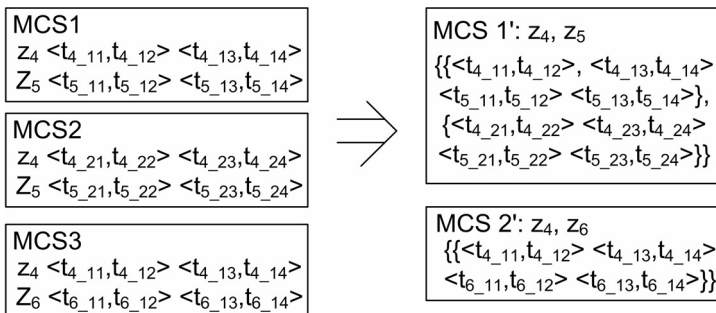 MCS1
z4 <t4_11,t4_12> <t4_13,t4_14>
Z5 <t5_11,t5_12> <t5_13,t5_14>
MCS2
z4 <t4_21,t4_22> <t4_23,t4_24>
Z5 <t5_21,t5_22> <t5_23,t5_24>
MCS3
z4 <t4_11,t4_12> <t4_13,t4_14>
Z6 <t6_11,t6_12> <t6_13,t6_14>
MCS 1': z4, z5
{{<t4_11,t4_12>, <t4_13,t4_14>
<t5_11,t5_12> <t5_13,t5_14>},
{<t4_21,t4_22> <t4_23,t4_24>
<t5_21,t5_22> <t5_23,t5_24>}}
MCS 2': z4, z6
{{<t4_11,t4_12> <t4_13,t4_14>
<t6_11,t6_12> <t6_13,t6_14>}}